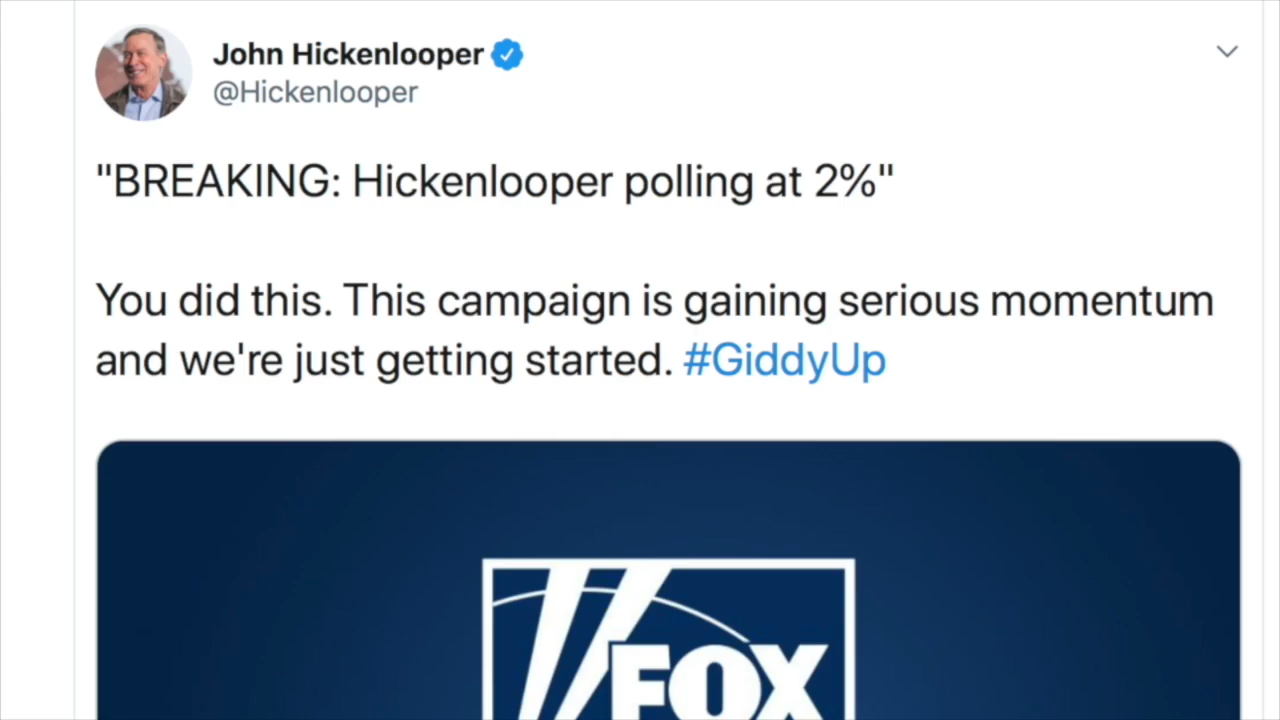 John Hickenlooper
@Hickenlooper
"BREAKING: Hickenlooper polling at 2%"
You did this. This campaign is gaining serious momentum
and we're just getting started. #GiddyUp
FOX